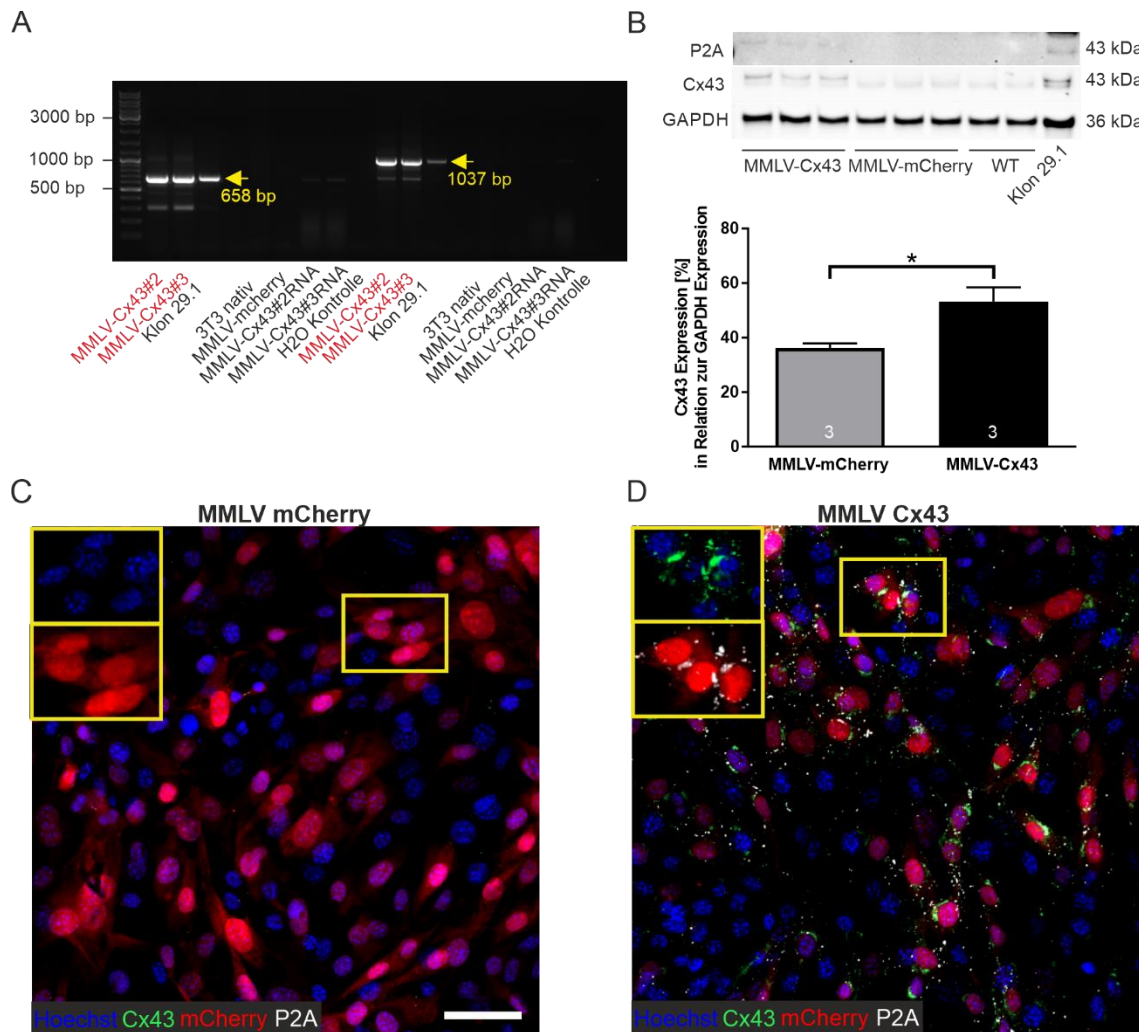 A
3000 bp
1000 bp
500 bp
658 bp
1037 bp
MMLV-Cx43#2
MMLV-Cx43#3
Klon 29.1
3T3 nativ
MMLV-mcherry
MMLV-Cx43#2RNA
MMLV-Cx43#3RNA
H2O Kontrolle
MMLV-Cx43#2
MMLV-Cx43#3
Klon 29.1
3T3 nativ
MMLV-mcherry
MMLV-Cx43#2RNA
MMLV-Cx43#3RNA
H2O Kontrolle
B
P2A
43 kDa
Cx43
43 kDa
GAPDH
36 kDa
MMLV-Cx43
MMLV-mCherry
WT
Klon 29.1
Cx43 Expression [%]
in Relation zur GAPDH Expression
80
60
40
20
0
*
3
3
MMLV-mCherry
MMLV-Cx43
C
MMLV mCherry
Hoechst Cx43 mCherry P2A
D
MMLV Cx43
Hoechst Cx43 mCherry P2A